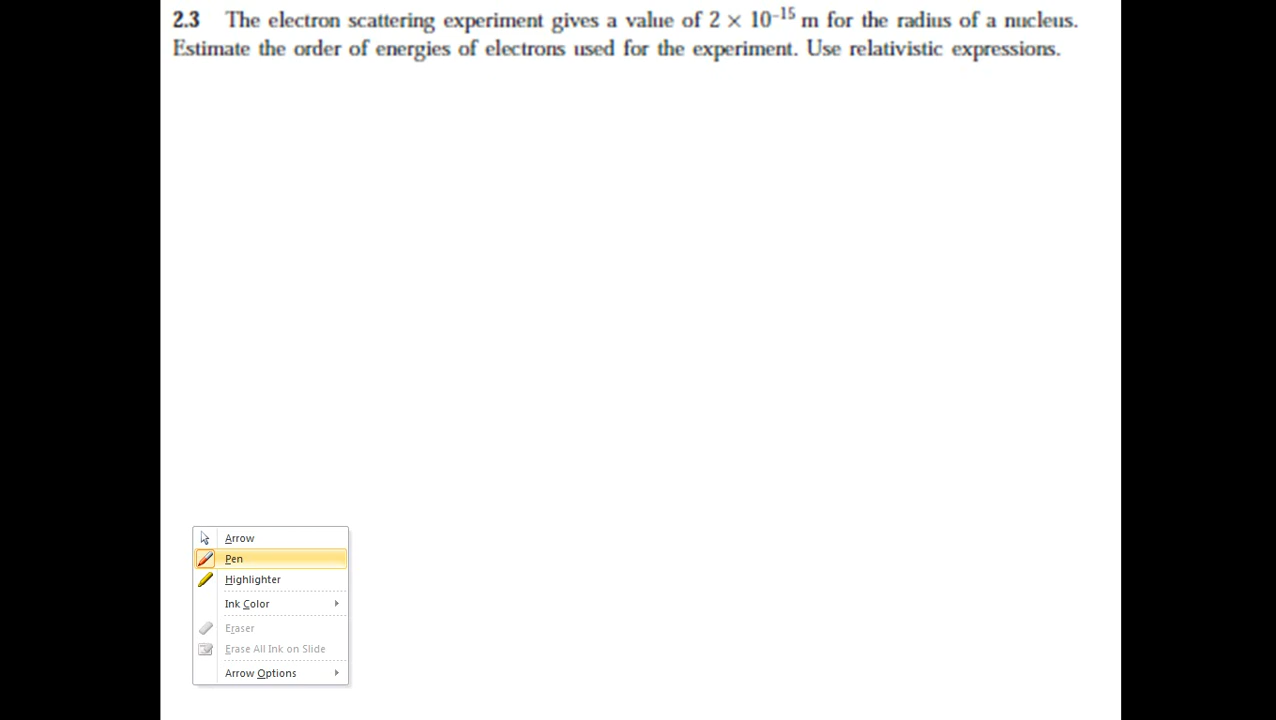 2.3 The electron scattering experiment gives a value of 2 × 10⁻¹⁵ m for the radius of a nucleus.
Estimate the order of energies of electrons used for the experiment. Use relativistic expressions.
Arrow
Pen
Highlighter
Ink Color
Eraser
Erase All Ink on Slide
Arrow Options